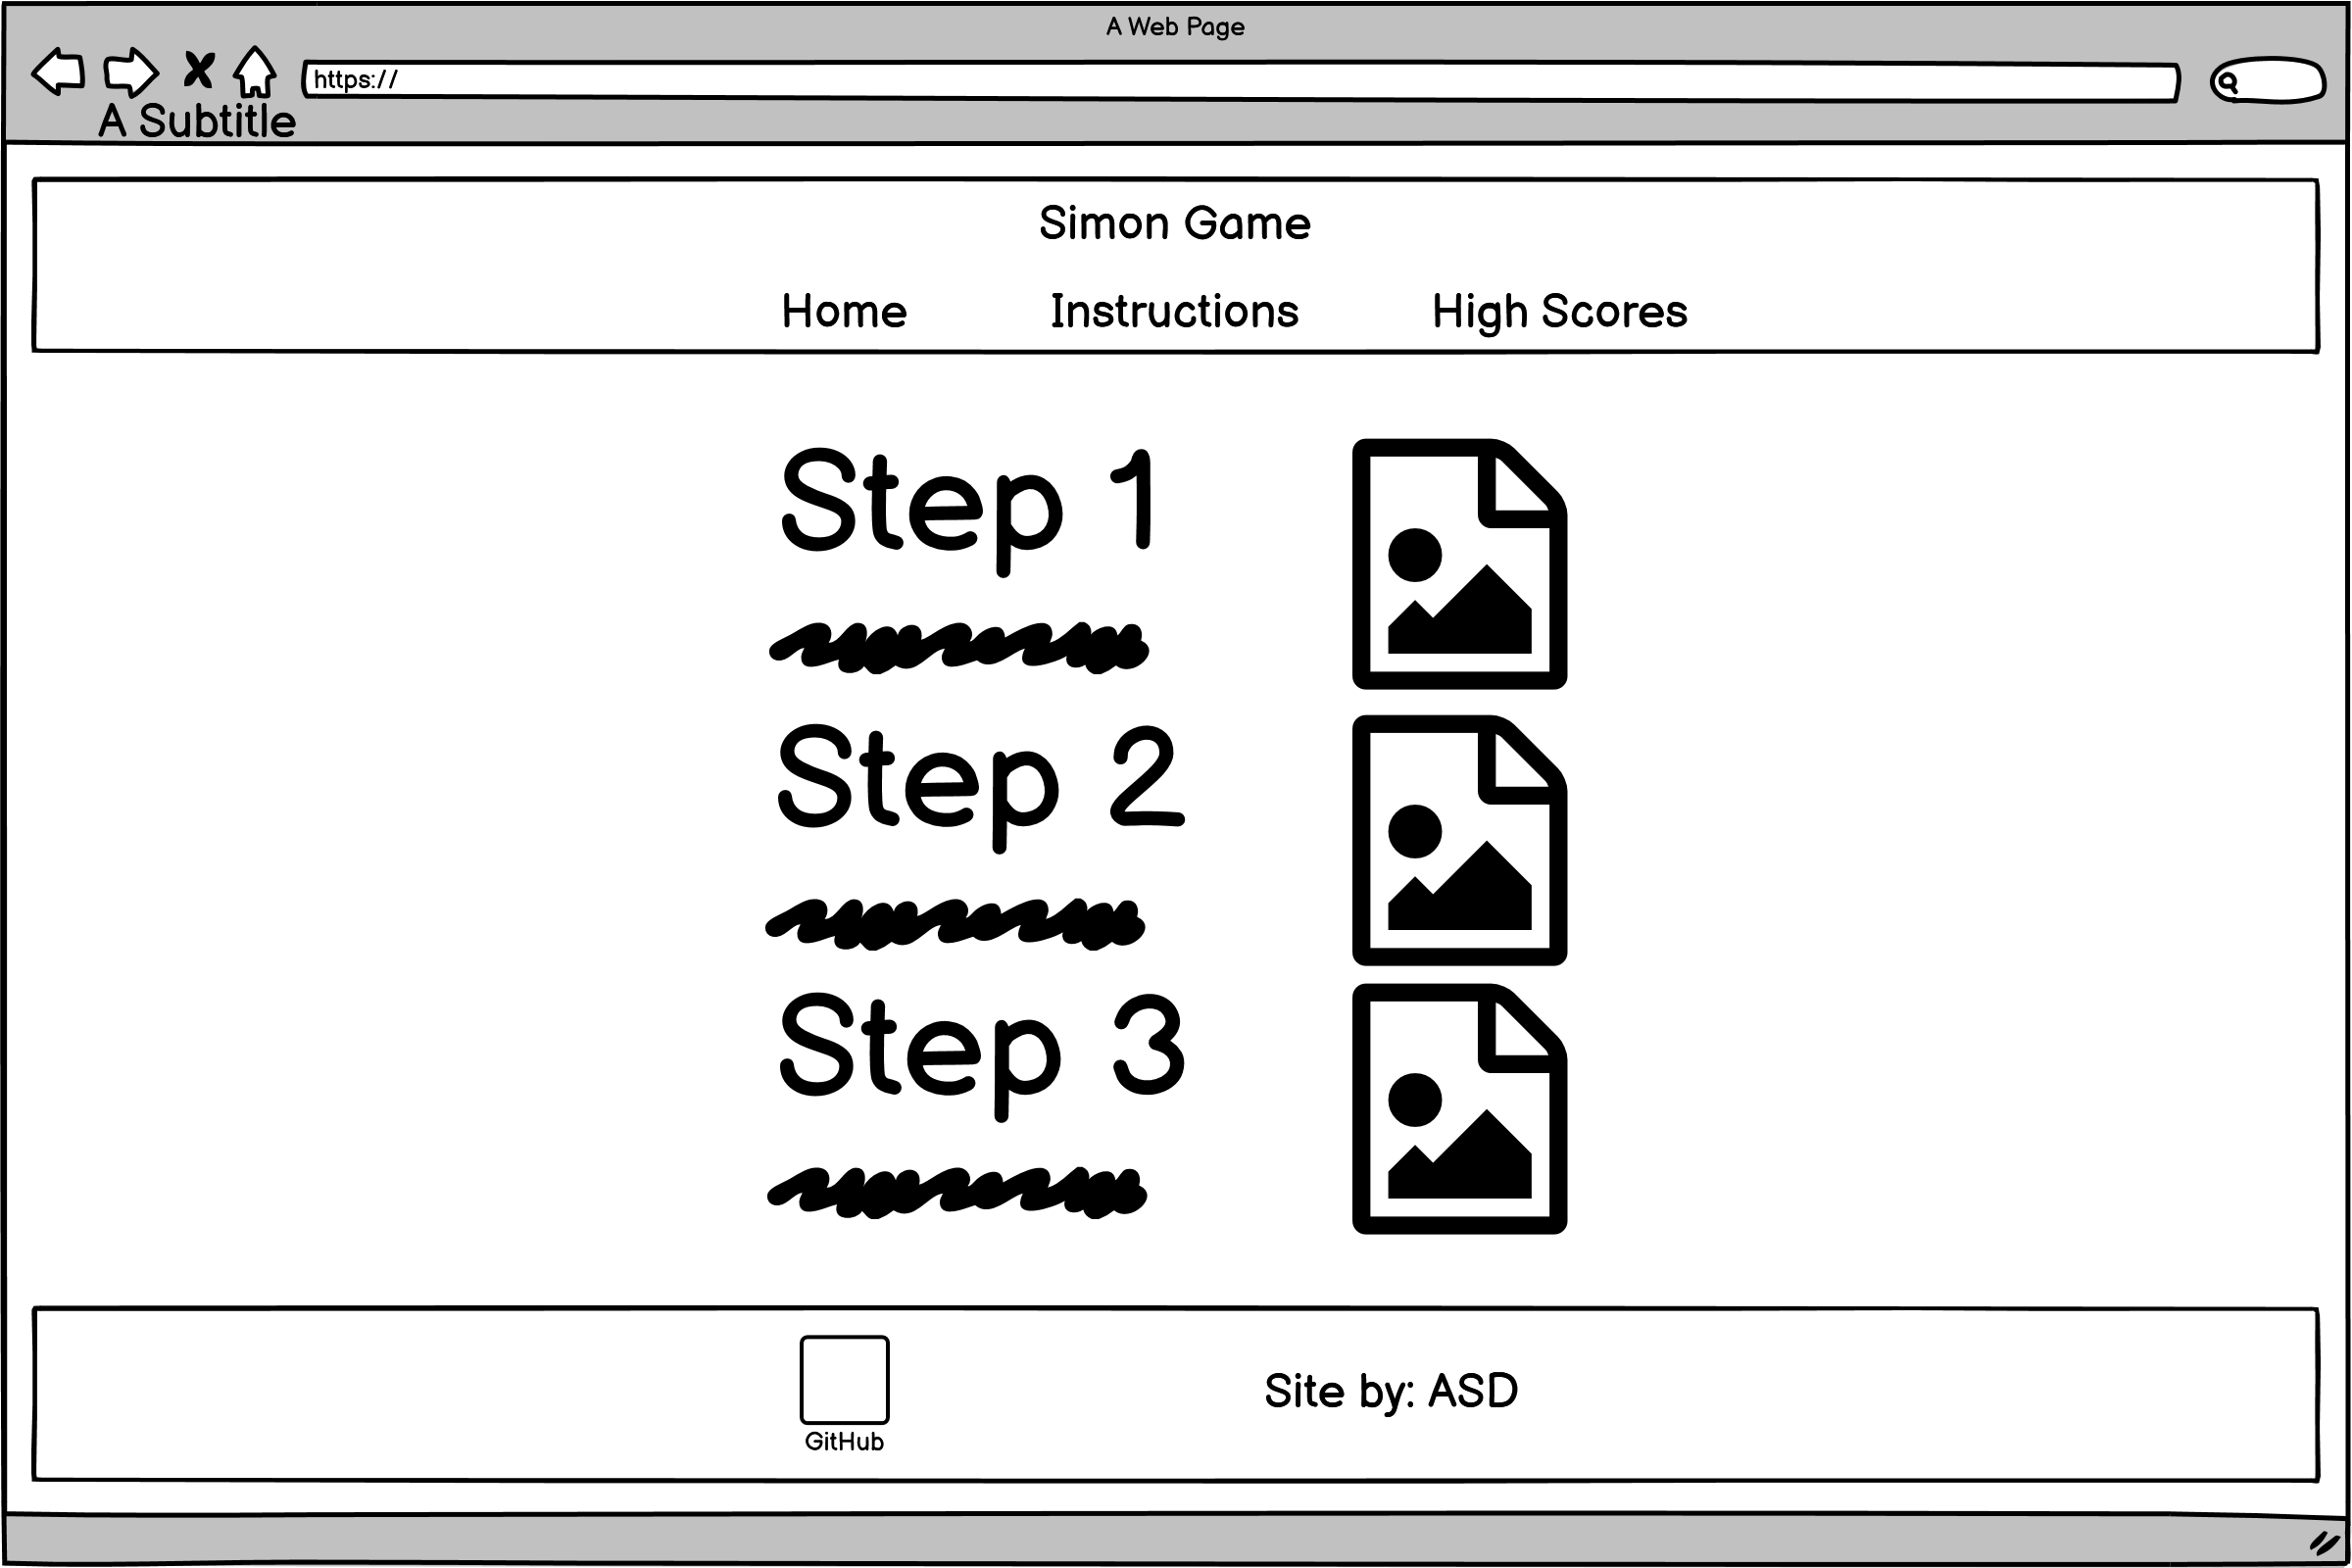 A Web Page
https://
A Subtitle
Simon Game
Home Instructions High Scores
Step 1
Step 2
Step 3
GitHub
Site by: ASD